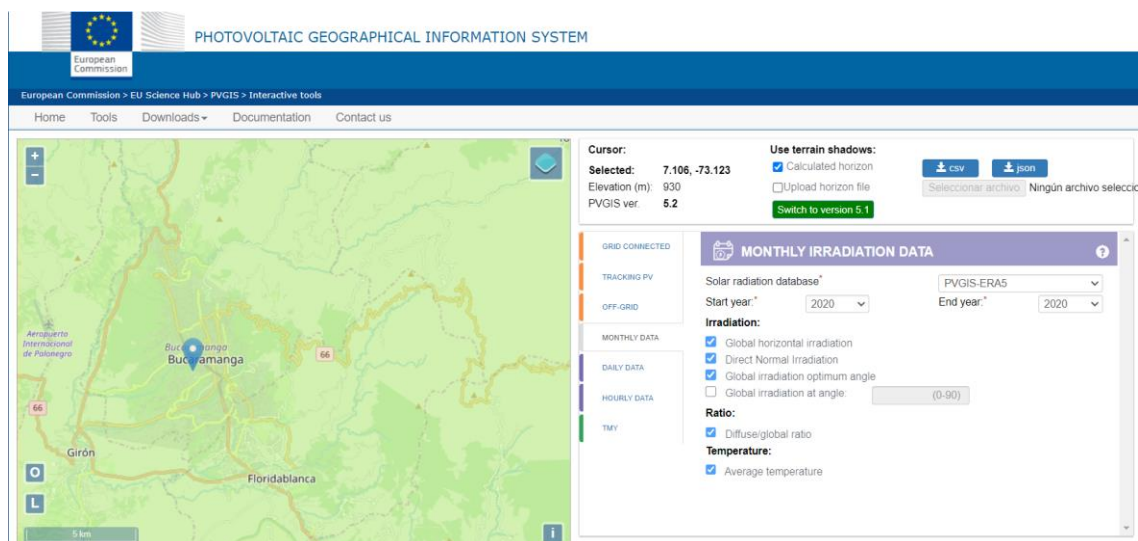 PHOTOVOLTAIC GEOGRAPHICAL INFORMATION SYSTEM
European
Commission
European Commission > EU Science Hub > PVGIS > Interactive tools
Home Tools Downloads Documentation Contact us
+
−
Aeropuerto
Internacional
de Palonegro
Bucaramanga
Bucaramanga
66
66
Girón
Floridablanca
O
L
5 km
i
Cursor:
Selected: 7.106, -73.123
Elevation (m): 930
PVGIS ver. 5.2
Use terrain shadows:
Calculated horizon
Upload horizon file
Switch to version 5.1
csv json
Seleccionar archivo Ningún archivo selecci
GRID CONNECTED
TRACKING PV
OFF-GRID
MONTHLY DATA
DAILY DATA
HOURLY DATA
TMY
MONTHLY IRRADIATION DATA ?
Solar radiation database* PVGIS-ERA5
Start year:* 2020 End year:* 2020
Irradiation:
Global horizontal irradiation
Direct Normal Irradiation
Global irradiation optimum angle
Global irradiation at angle: (0-90)
Ratio:
Diffuse/global ratio
Temperature:
Average temperature